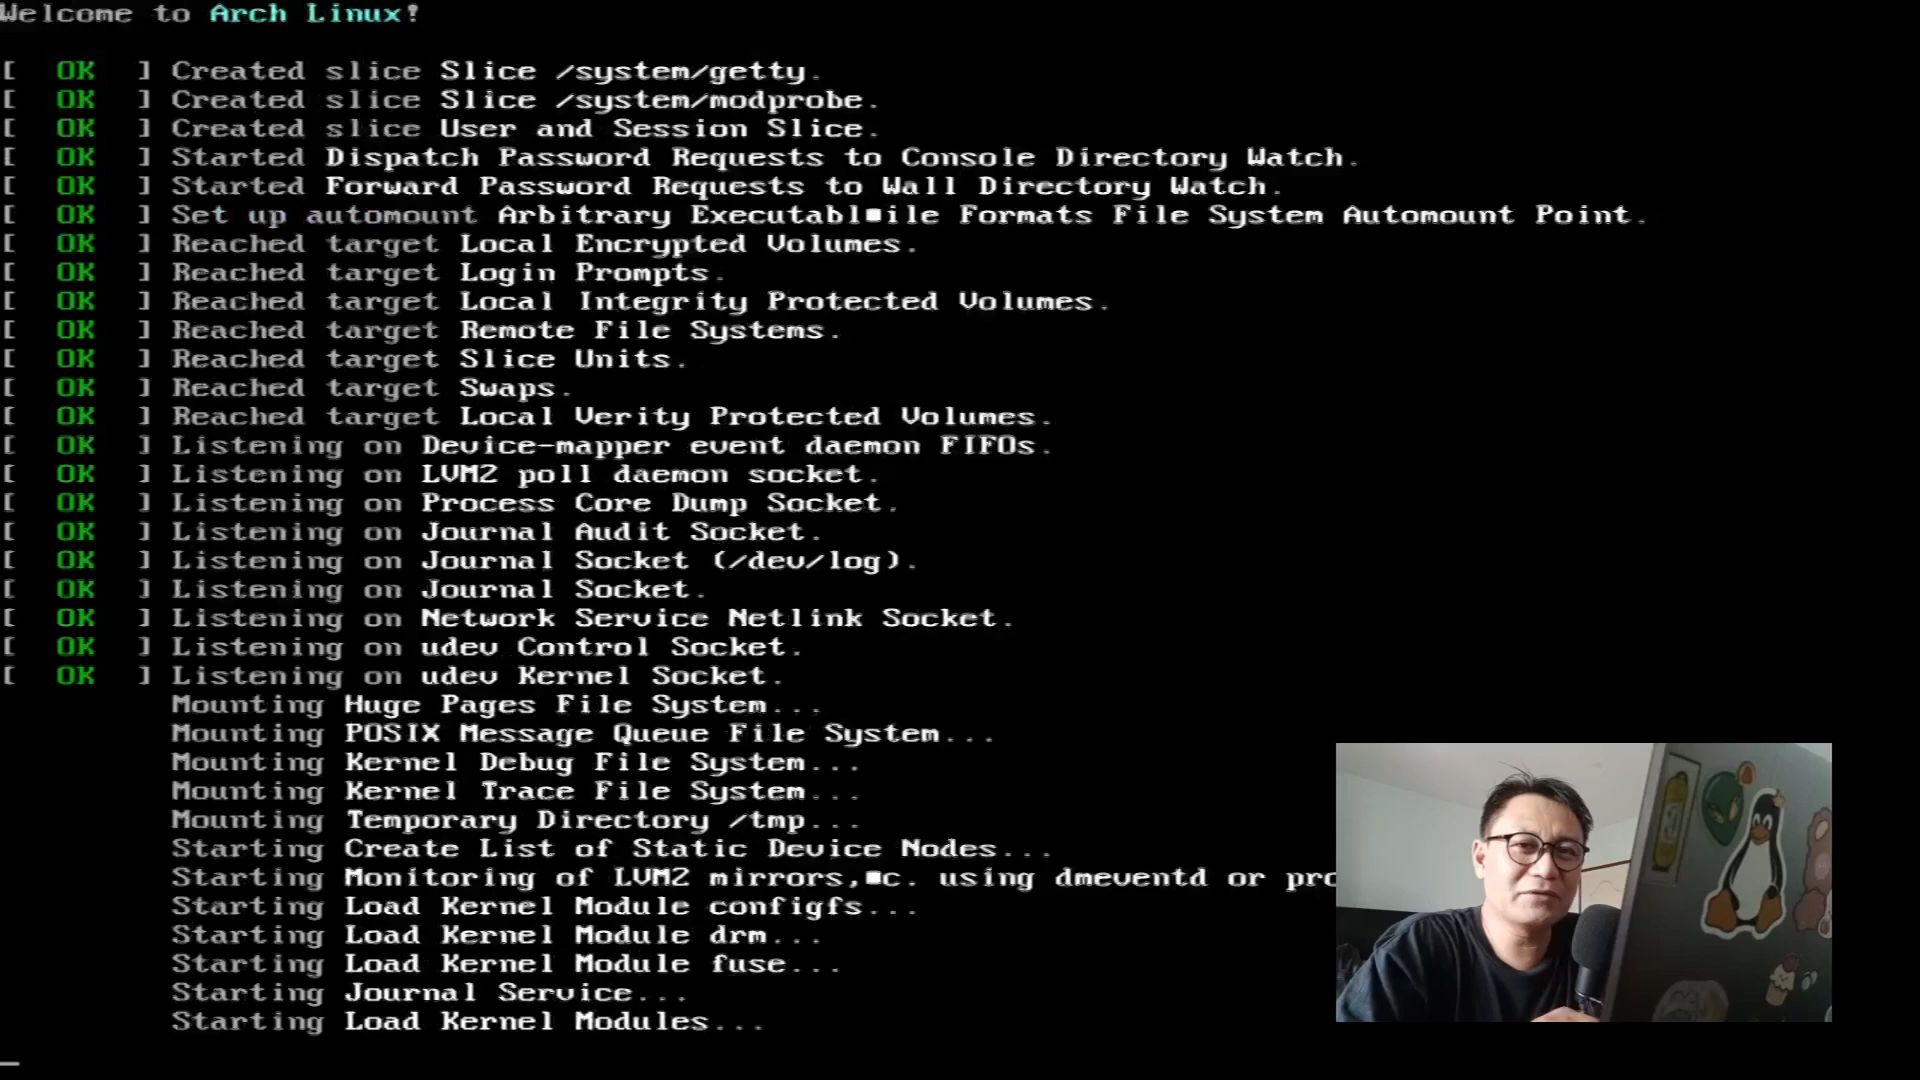 Welcome to Arch Linux!
[ OK ] Created slice Slice /system/getty.
[ OK ] Created slice Slice /system/modprobe.
[ OK ] Created slice User and Session Slice.
[ OK ] Started Dispatch Password Requests to Console Directory Watch.
[ OK ] Started Forward Password Requests to Wall Directory Watch.
[ OK ] Set up automount Arbitrary Executabl■ile Formats File System Automount Point.
[ OK ] Reached target Local Encrypted Volumes.
[ OK ] Reached target Login Prompts.
[ OK ] Reached target Local Integrity Protected Volumes.
[ OK ] Reached target Remote File Systems.
[ OK ] Reached target Slice Units.
[ OK ] Reached target Swaps.
[ OK ] Reached target Local Verity Protected Volumes.
[ OK ] Listening on Device-mapper event daemon FIFOs.
[ OK ] Listening on LVM2 poll daemon socket.
[ OK ] Listening on Process Core Dump Socket.
[ OK ] Listening on Journal Audit Socket.
[ OK ] Listening on Journal Socket (/dev/log).
[ OK ] Listening on Journal Socket.
[ OK ] Listening on Network Service Netlink Socket.
[ OK ] Listening on udev Control Socket.
[ OK ] Listening on udev Kernel Socket.
Mounting Huge Pages File System...
Mounting POSIX Message Queue File System...
Mounting Kernel Debug File System...
Mounting Kernel Trace File System...
Mounting Temporary Directory /tmp...
Starting Create List of Static Device Nodes...
Starting Monitoring of LVM2 mirrors,■c. using dmeventd or pro
Starting Load Kernel Module configfs...
Starting Load Kernel Module drm...
Starting Load Kernel Module fuse...
Starting Journal Service...
Starting Load Kernel Modules...